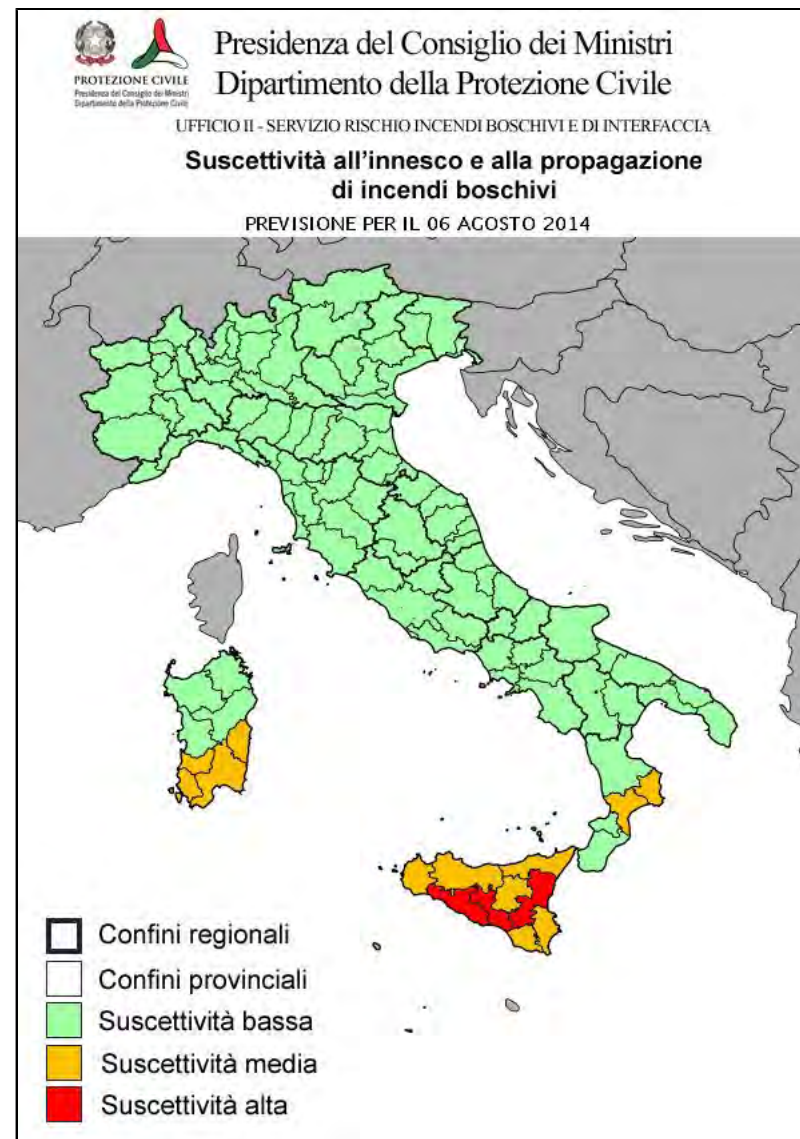 Presidenza del Consiglio dei Ministri
Dipartimento della Protezione Civile
PROTEZIONE CIVILE
Presidenza del Consiglio dei Ministri
Dipartimento della Protezione Civile
UFFICIO II - SERVIZIO RISCHIO INCENDI BOSCHIVI E DI INTERFACCIA
Suscettività all'innesco e alla propagazione
di incendi boschivi
PREVISIONE PER IL 06 AGOSTO 2014
Confini regionali
Confini provinciali
Suscettività bassa
Suscettività media
Suscettività alta